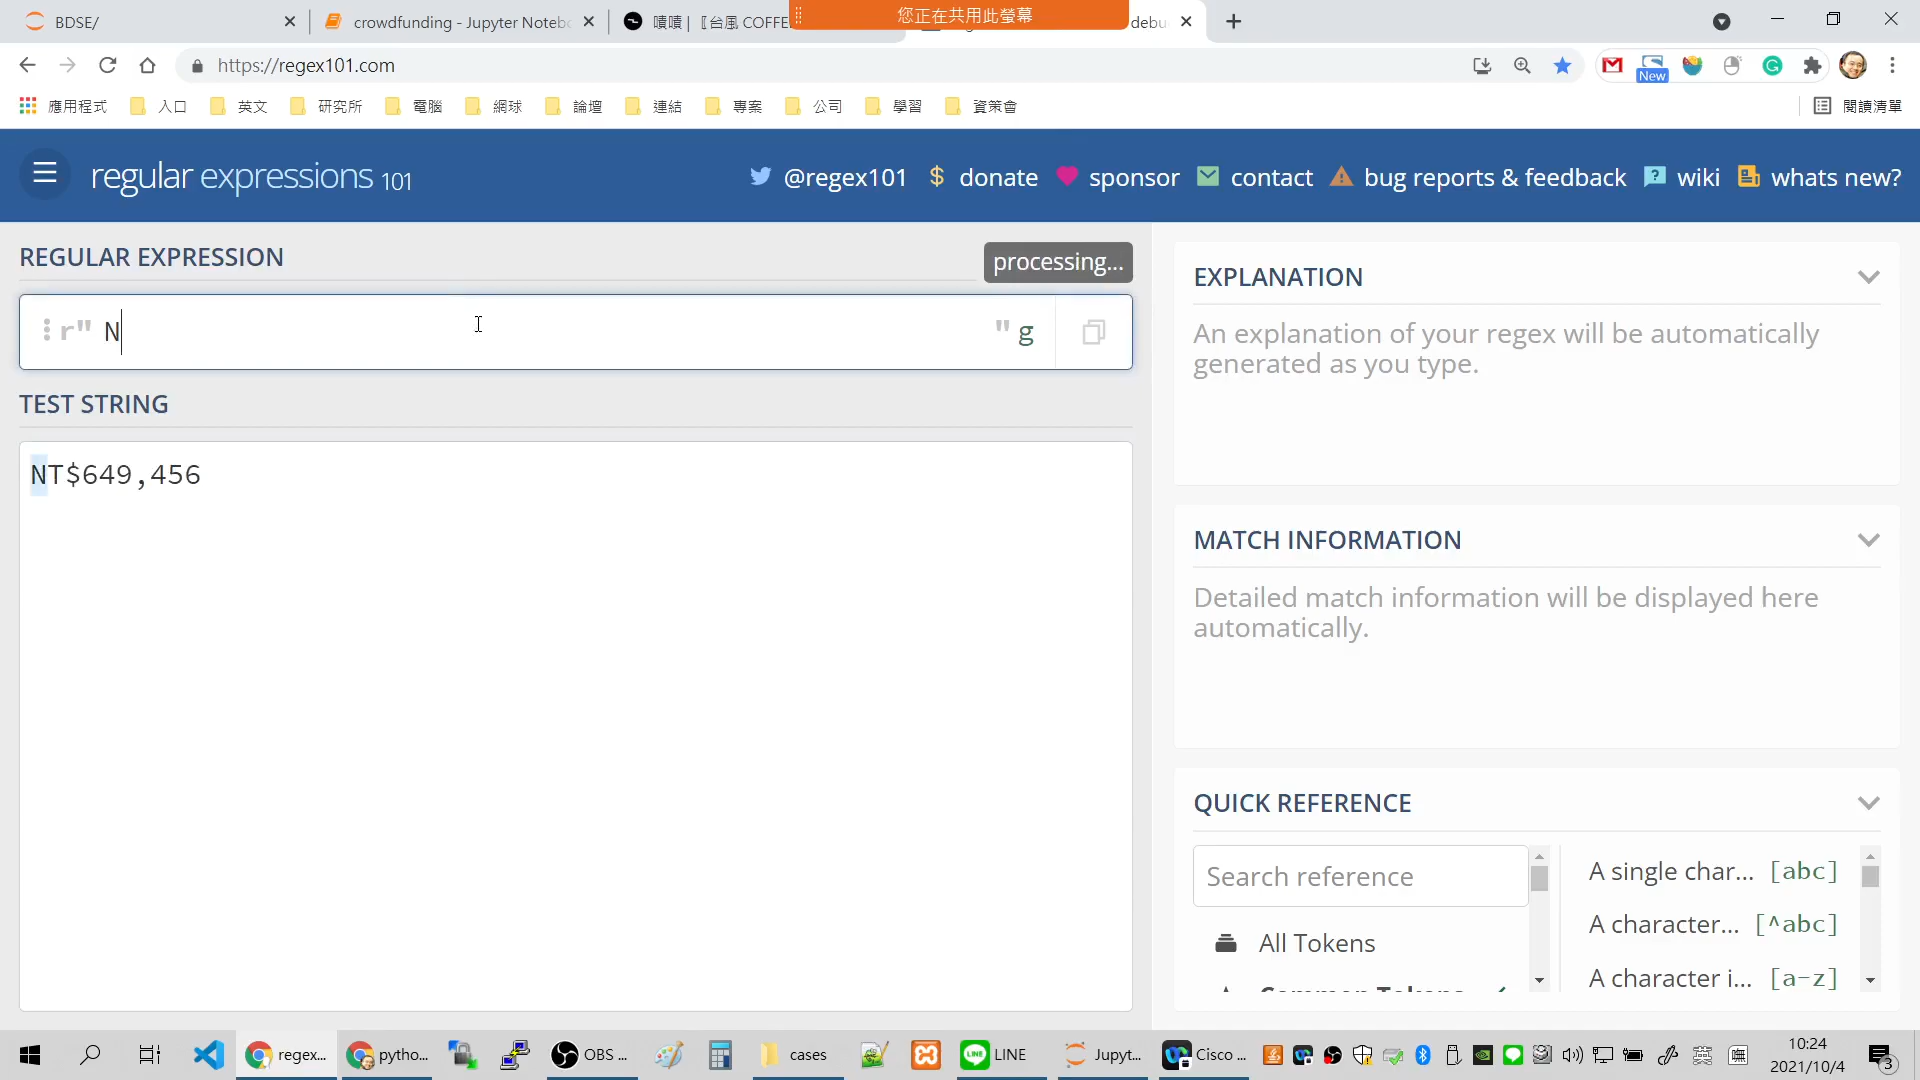 BDSE/
crowdfunding - Jupyter Notebo
嘖嘖 | 【台風 COFFE
您正在共用此螢幕
debu
https://regex101.com
New
應用程式
入口
英文
研究所
電腦
網球
論壇
連結
專案
公司
學習
資策會
閱讀清單
regular expressions 101
@regex101
donate
sponsor
contact
bug reports & feedback
wiki
whats new?
REGULAR EXPRESSION
processing...
r" N " g
TEST STRING
NT$649,456
EXPLANATION
An explanation of your regex will be automatically
generated as you type.
MATCH INFORMATION
Detailed match information will be displayed here
automatically.
QUICK REFERENCE
Search reference
All Tokens
Common Tokens
A single char... [abc]
A character... [^abc]
A character i... [a-z]
regex...
pytho...
OBS ...
cases
LINE
Jupyt...
Cisco ...
英
10:24
2021/10/4
3